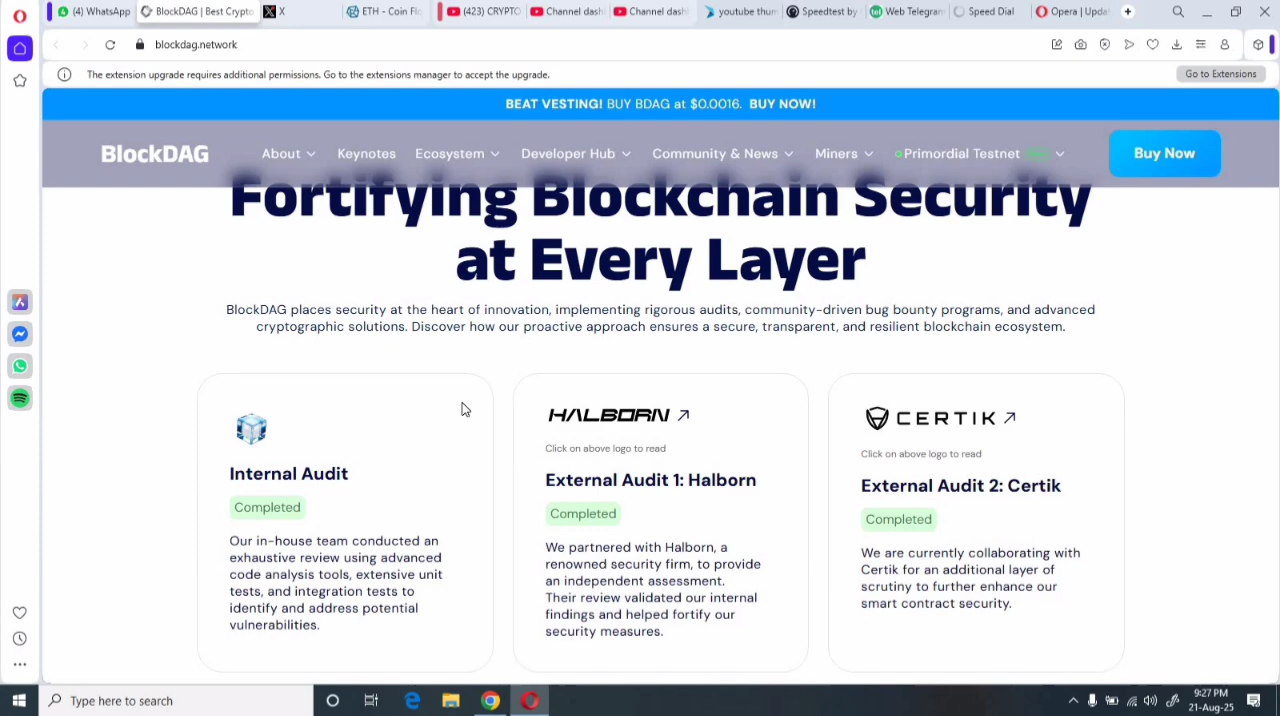 (4) WhatsApp
BlockDAG | Best Crypto
X
ETH - Coin Flo
(423) CRYPTO
Channel dash
Channel dash
youtube thum
Speedtest by
Web Telegram
Speed Dial
Opera | Upda
blockdag.network
The extension upgrade requires additional permissions. Go to the extensions manager to accept the upgrade.
Go to Extensions
BEAT VESTING! BUY BDAG at $0.0016. BUY NOW!
BlockDAG
About
Keynotes
Ecosystem
Developer Hub
Community & News
Miners
Primordial Testnet
Buy Now
Fortifying Blockchain Security
at Every Layer
BlockDAG places security at the heart of innovation, implementing rigorous audits, community-driven bug bounty programs, and advanced
cryptographic solutions. Discover how our proactive approach ensures a secure, transparent, and resilient blockchain ecosystem.
Internal Audit
Completed
Our in-house team conducted an
exhaustive review using advanced
code analysis tools, extensive unit
tests, and integration tests to
identify and address potential
vulnerabilities.
HALBORN
Click on above logo to read
External Audit 1: Halborn
Completed
We partnered with Halborn, a
renowned security firm, to provide
an independent assessment.
Their review validated our internal
findings and helped fortify our
security measures.
CERTIK
Click on above logo to read
External Audit 2: Certik
Completed
We are currently collaborating with
Certik for an additional layer of
scrutiny to further enhance our
smart contract security.
Type here to search
9:27 PM
21-Aug-25